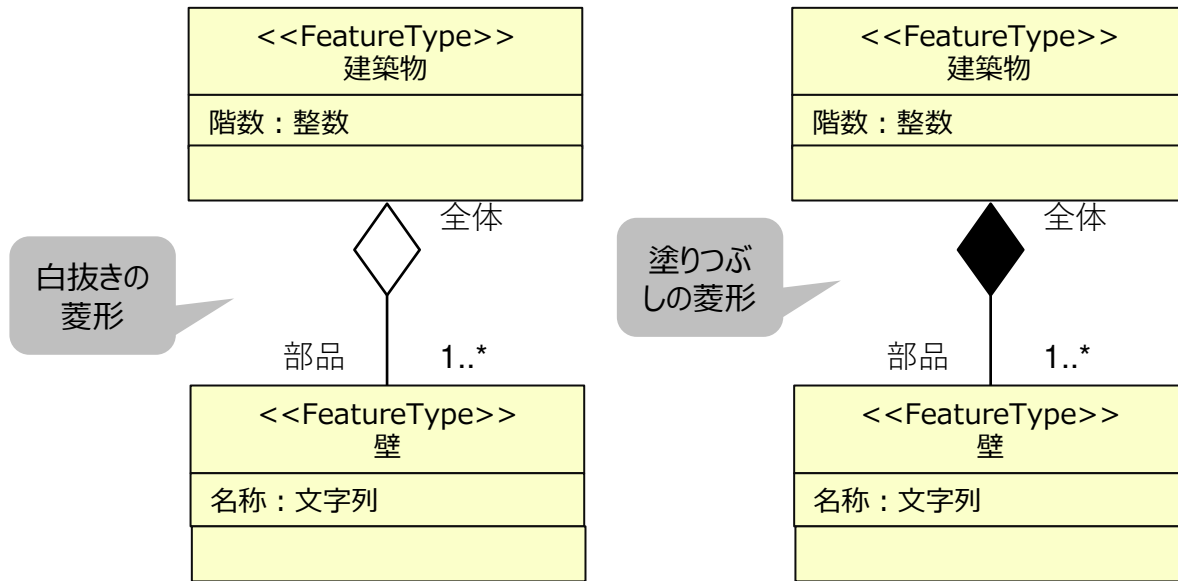 <<FeatureType>>
建築物
階数：整数
全体
白抜きの
菱形
部品
1..*
<<FeatureType>>
壁
名称：文字列
<<FeatureType>>
建築物
階数：整数
全体
塗りつぶ
しの菱形
部品
1..*
<<FeatureType>>
壁
名称：文字列